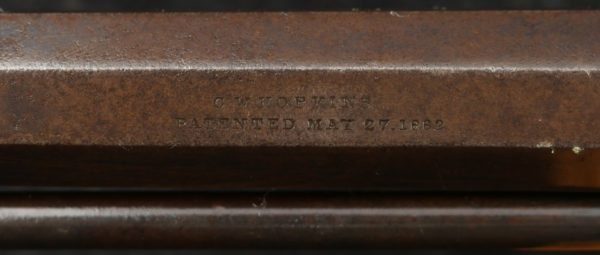 C.W. HOPKINS
PATENTED MAY 27, 1862